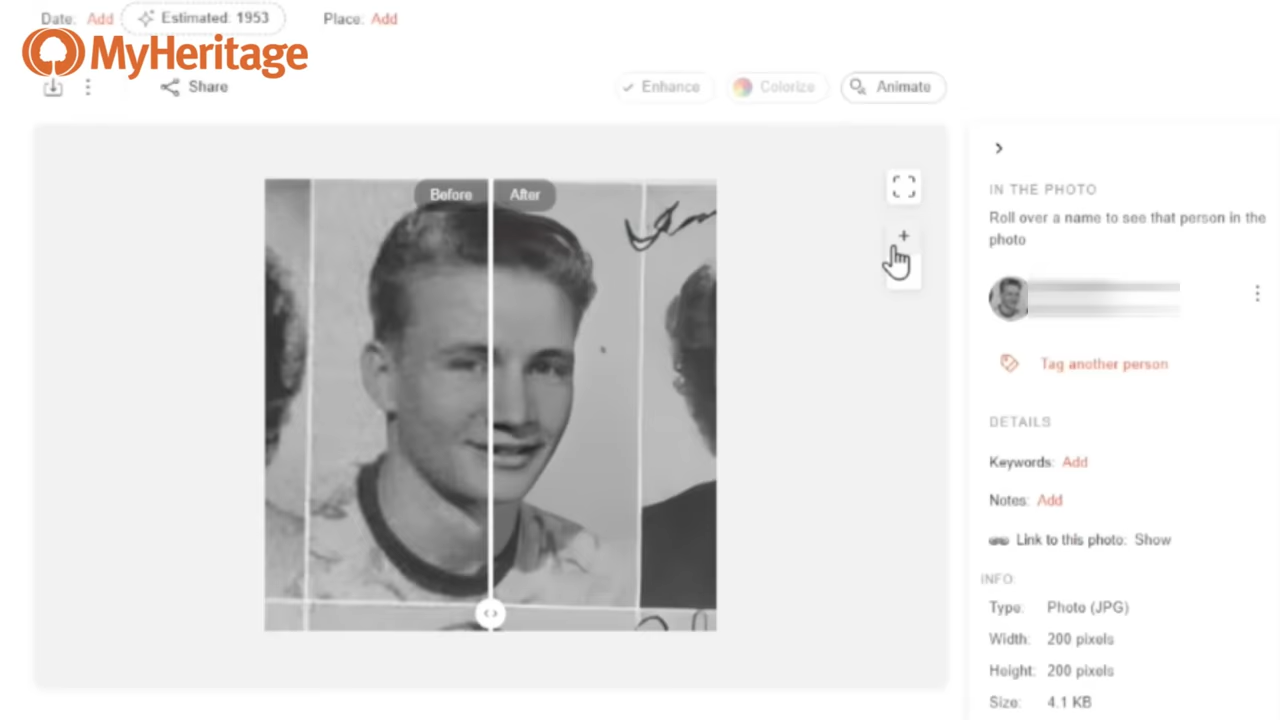 Date: Add Estimated: 1953 Place: Add
MyHeritage
Share
Enhance
Colorize
Animate
Before After
IN THE PHOTO
Roll over a name to see that person in the
photo
Tag another person
DETAILS
Keywords: Add
Notes: Add
Link to this photo: Show
INFO:
Type: Photo (JPG)
Width: 200 pixels
Height: 200 pixels
Size: 4.1 KB